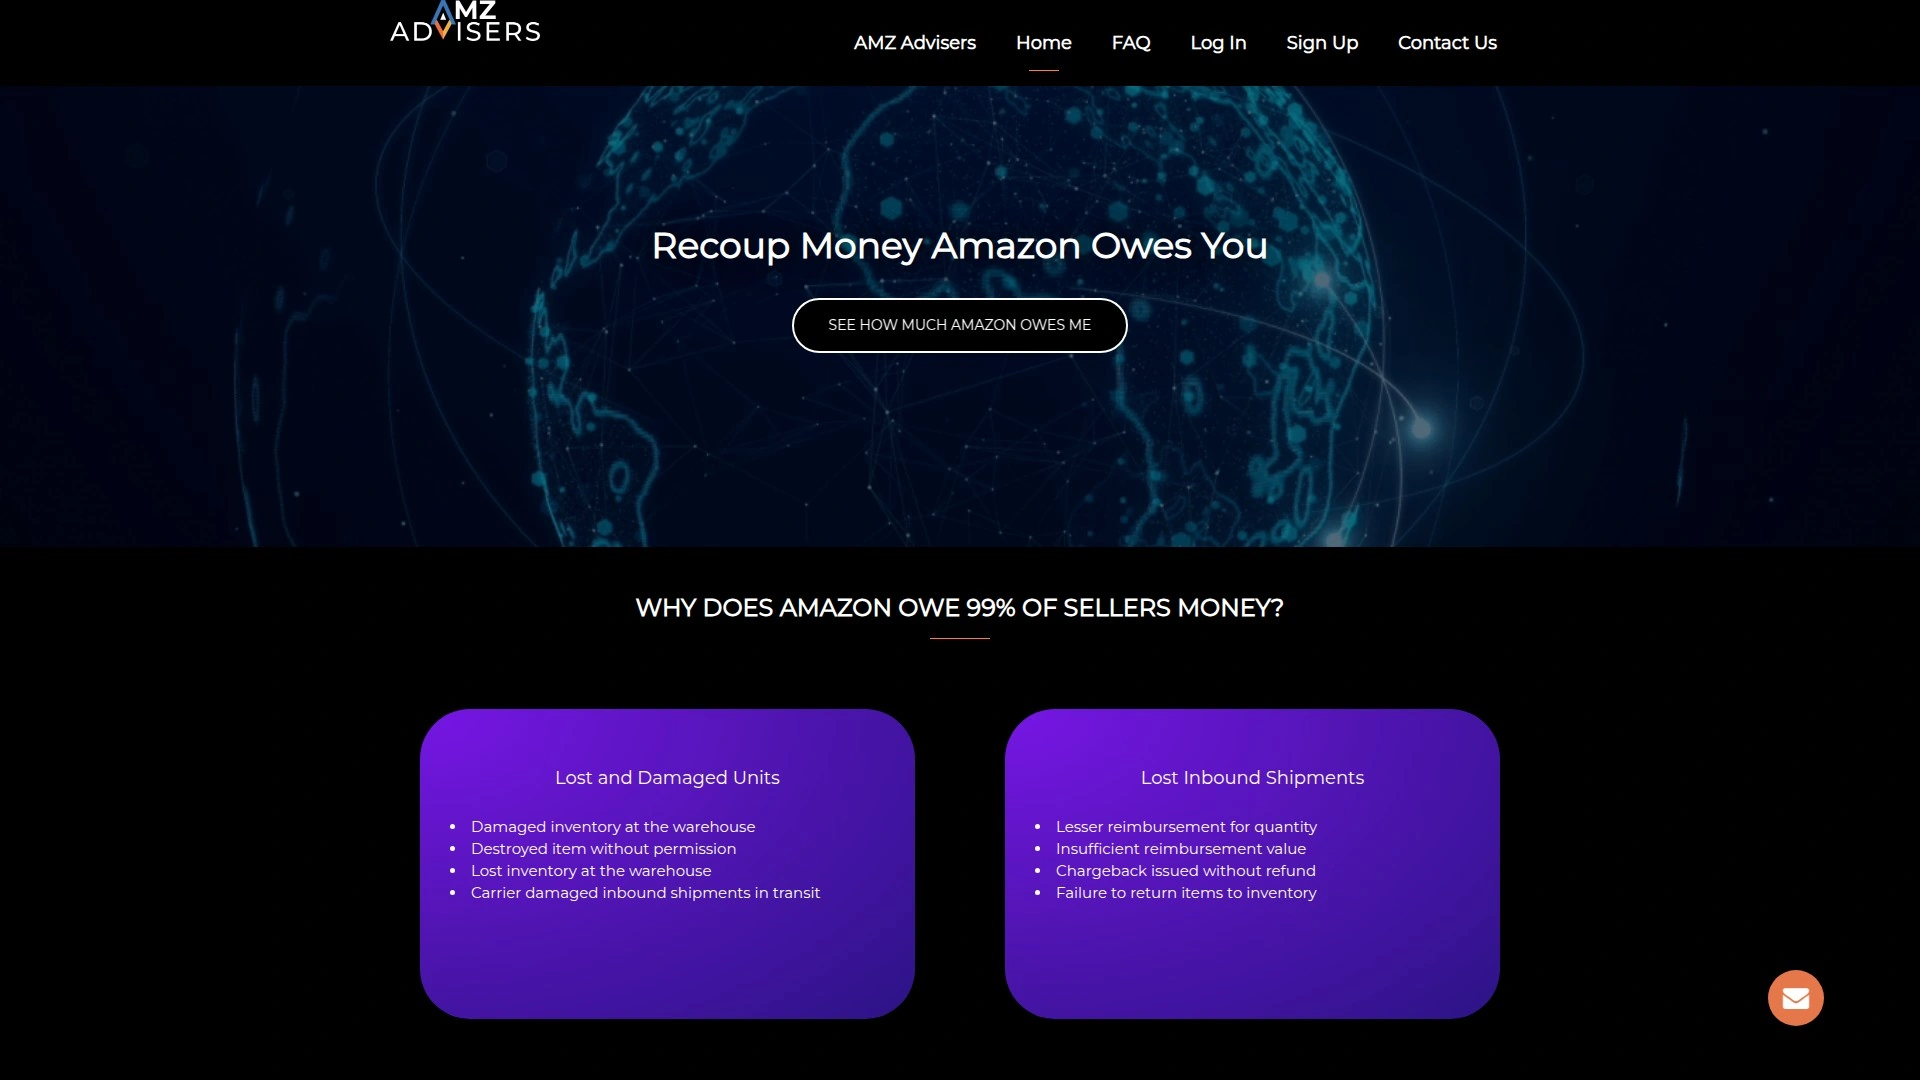 AMZ
ADVISERS
AMZ Advisers
Home
FAQ
Log In
Sign Up
Contact Us
Recoup Money Amazon Owes You
SEE HOW MUCH AMAZON OWES ME
WHY DOES AMAZON OWE 99% OF SELLERS MONEY?
Lost and Damaged Units
Damaged inventory at the warehouse
Destroyed item without permission
Lost inventory at the warehouse
Carrier damaged inbound shipments in transit
Lost Inbound Shipments
Lesser reimbursement for quantity
Insufficient reimbursement value
Chargeback issued without refund
Failure to return items to inventory